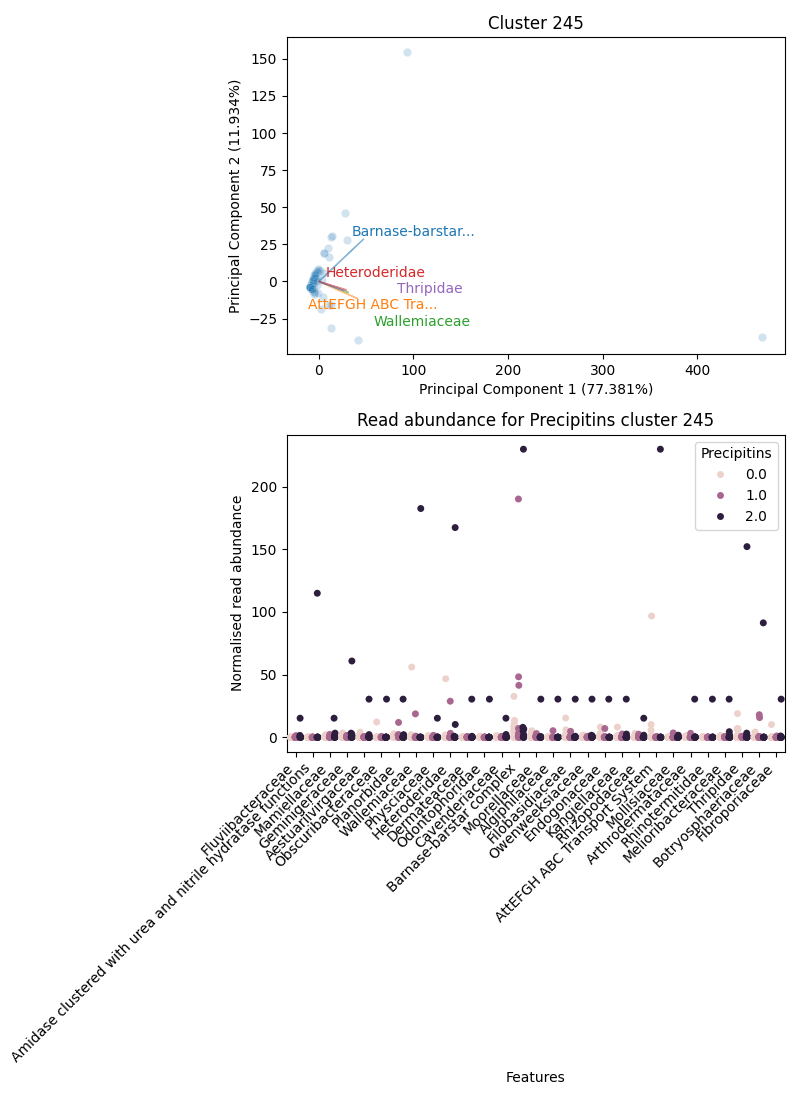 Cluster 245
150
125
100
75
50
25
0
−25
Principal Component 2 (11.934%)
Barnase-barstar...
Heteroderidae
Thripidae
AttEFGH ABC Tra...
Wallemiaceae
0
100
200
300
400
Principal Component 1 (77.381%)
Read abundance for Precipitins cluster 245
200
150
100
50
0
Normalised read abundance
Precipitins
0.0
1.0
2.0
Fluviibacteraceae
Amidase clustered with urea and nitrile hydratase functions
Mamiellaceae
Geminigeraceae
Aestuariivirgaceae
Obscuribacteraceae
Planorbidae
Wallemiaceae
Physciaceae
Heteroderidae
Dermateaceae
Odontophoridae
Cavenderiaceae
Barnase-barstar complex
Moorellaceae
Algiphilaceae
Filobasidiaceae
Owenweeksiaceae
Endogonaceae
Kangiellaceae
Rhizopodaceae
AttEFGH ABC Transport System
Mollisiaceae
Arthrodermataceae
Rhinotermitidae
Melioribacteraceae
Thripidae
Botryosphaeriaceae
Fibroporiaceae
Features